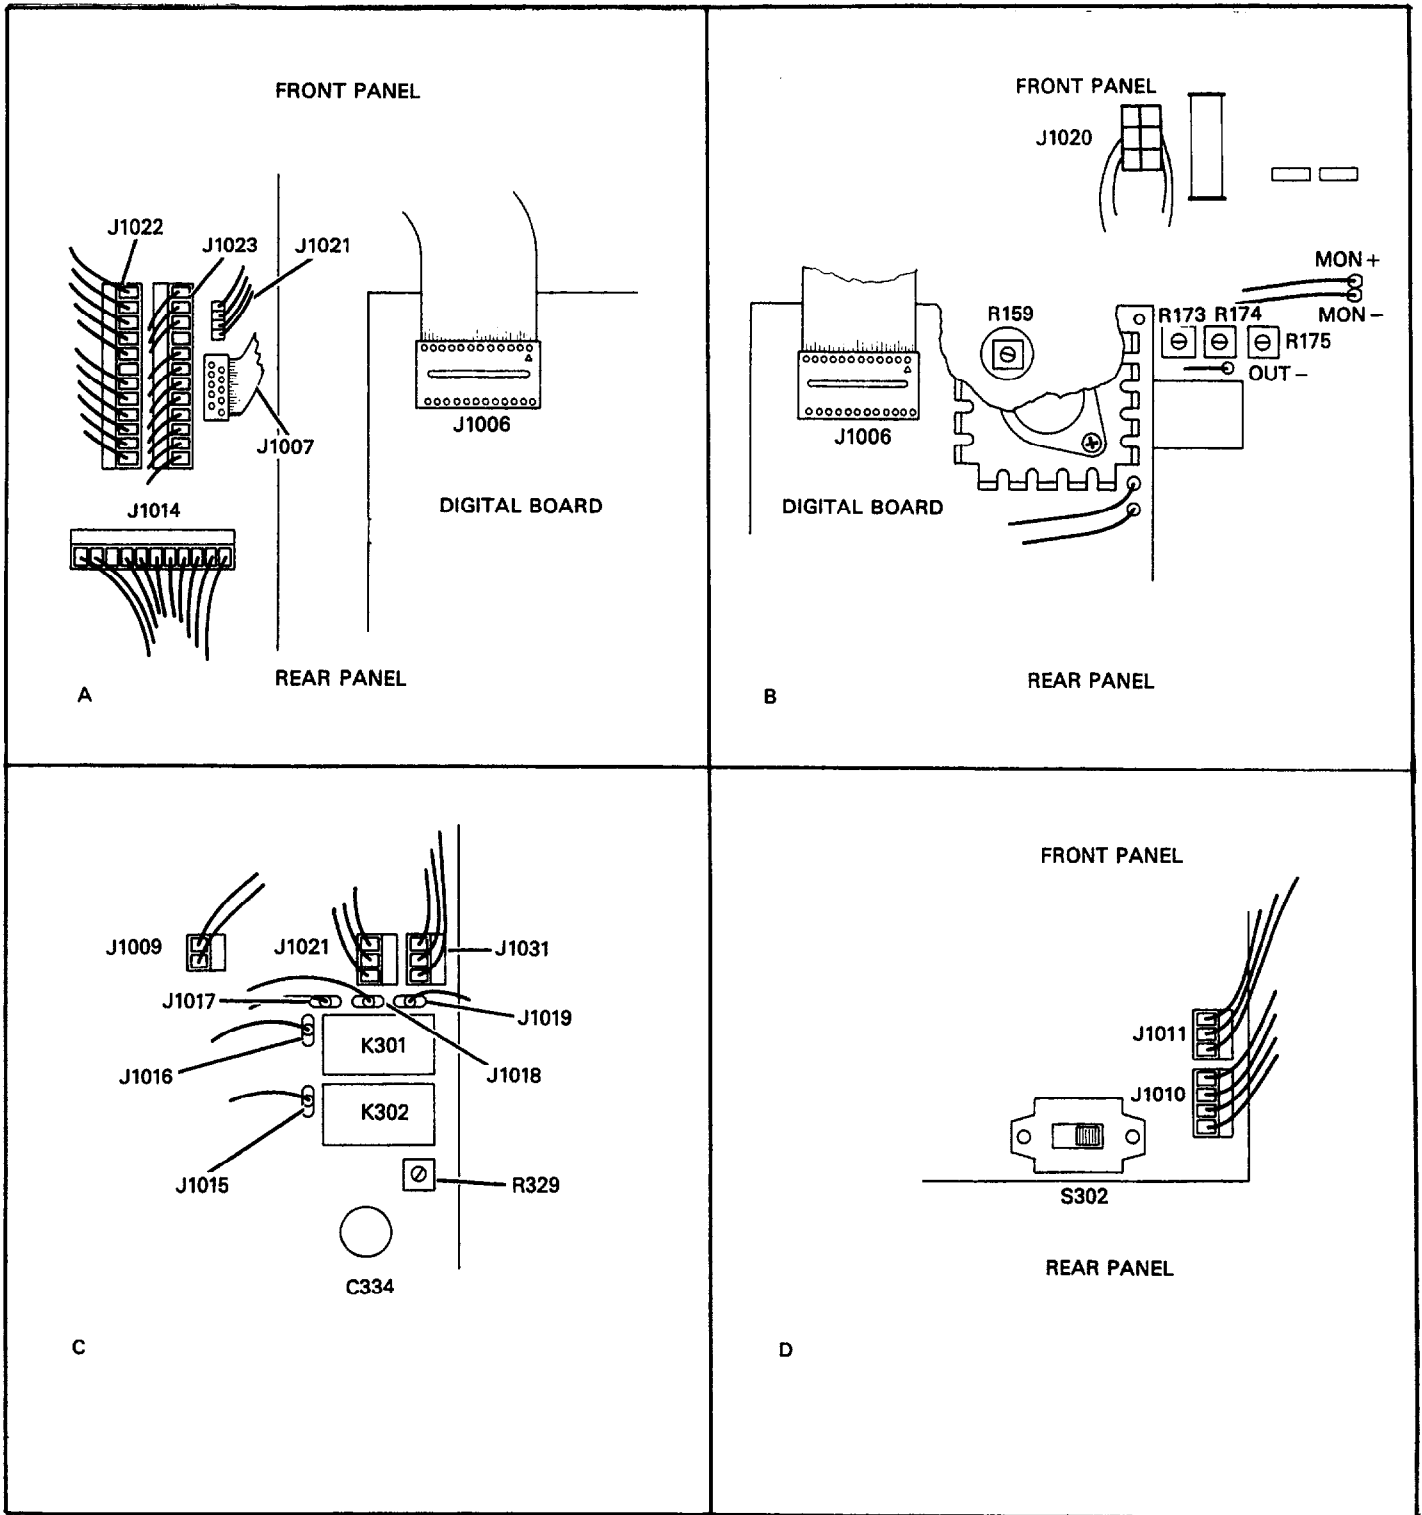 FRONT PANEL
J1022
J1023
J1021
J1007
J1006
J1014
DIGITAL BOARD
REAR PANEL
A
FRONT PANEL
J1020
MON +
MON −
R159
R173 R174
R175
OUT −
J1006
DIGITAL BOARD
REAR PANEL
B
J1009
J1021
J1031
J1017
J1019
K301
J1016
J1018
K302
J1015
R329
C334
C
FRONT PANEL
J1011
J1010
S302
REAR PANEL
D